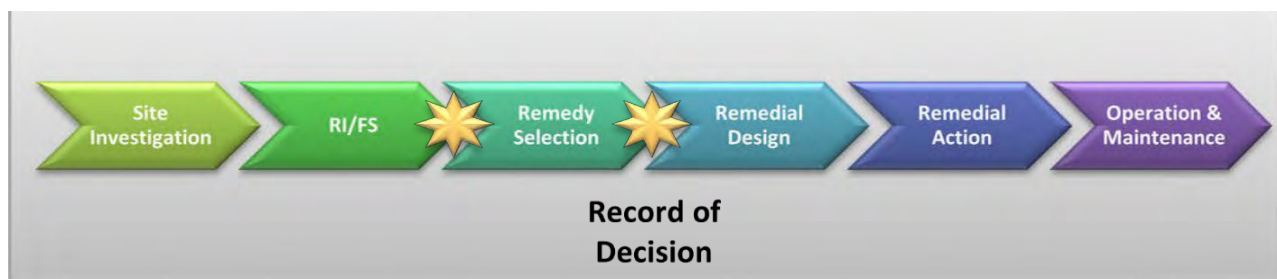 Site
Investigation
RI/FS
Remedy
Selection
Remedial
Design
Remedial
Action
Operation &
Maintenance
Record of
Decision